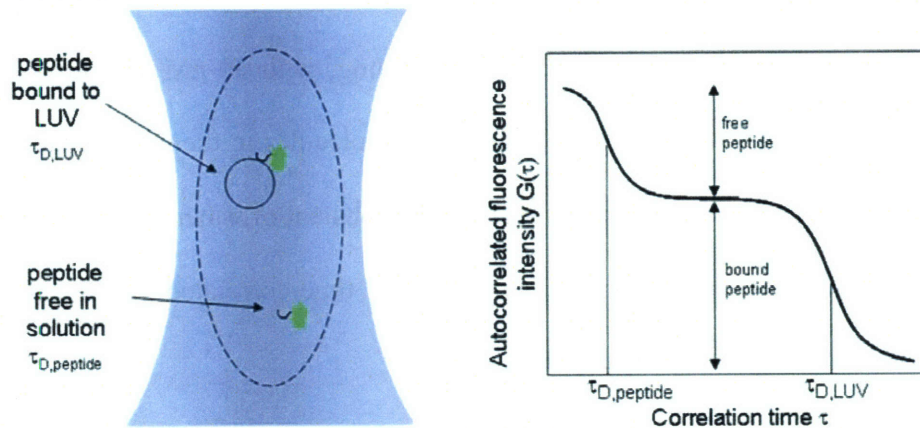 peptide
bound to
LUV
τD,LUV
peptide
free in
solution
τD,peptide
Autocorrelated fluorescence
intensity G(τ)
free
peptide
bound
peptide
τD,peptide
τD,LUV
Correlation time τ